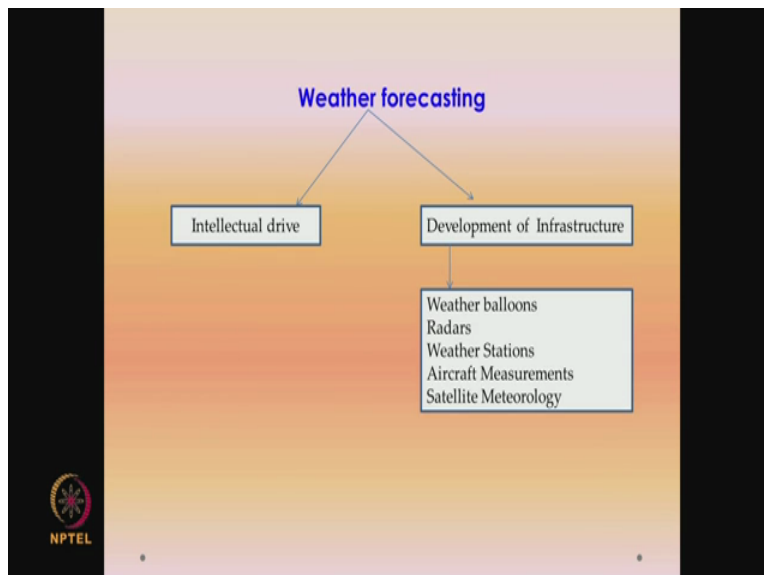 Weather forecasting
Intellectual drive
Development of Infrastructure
Weather balloons
Radars
Weather Stations
Aircraft Measurements
Satellite Meteorology
NPTEL